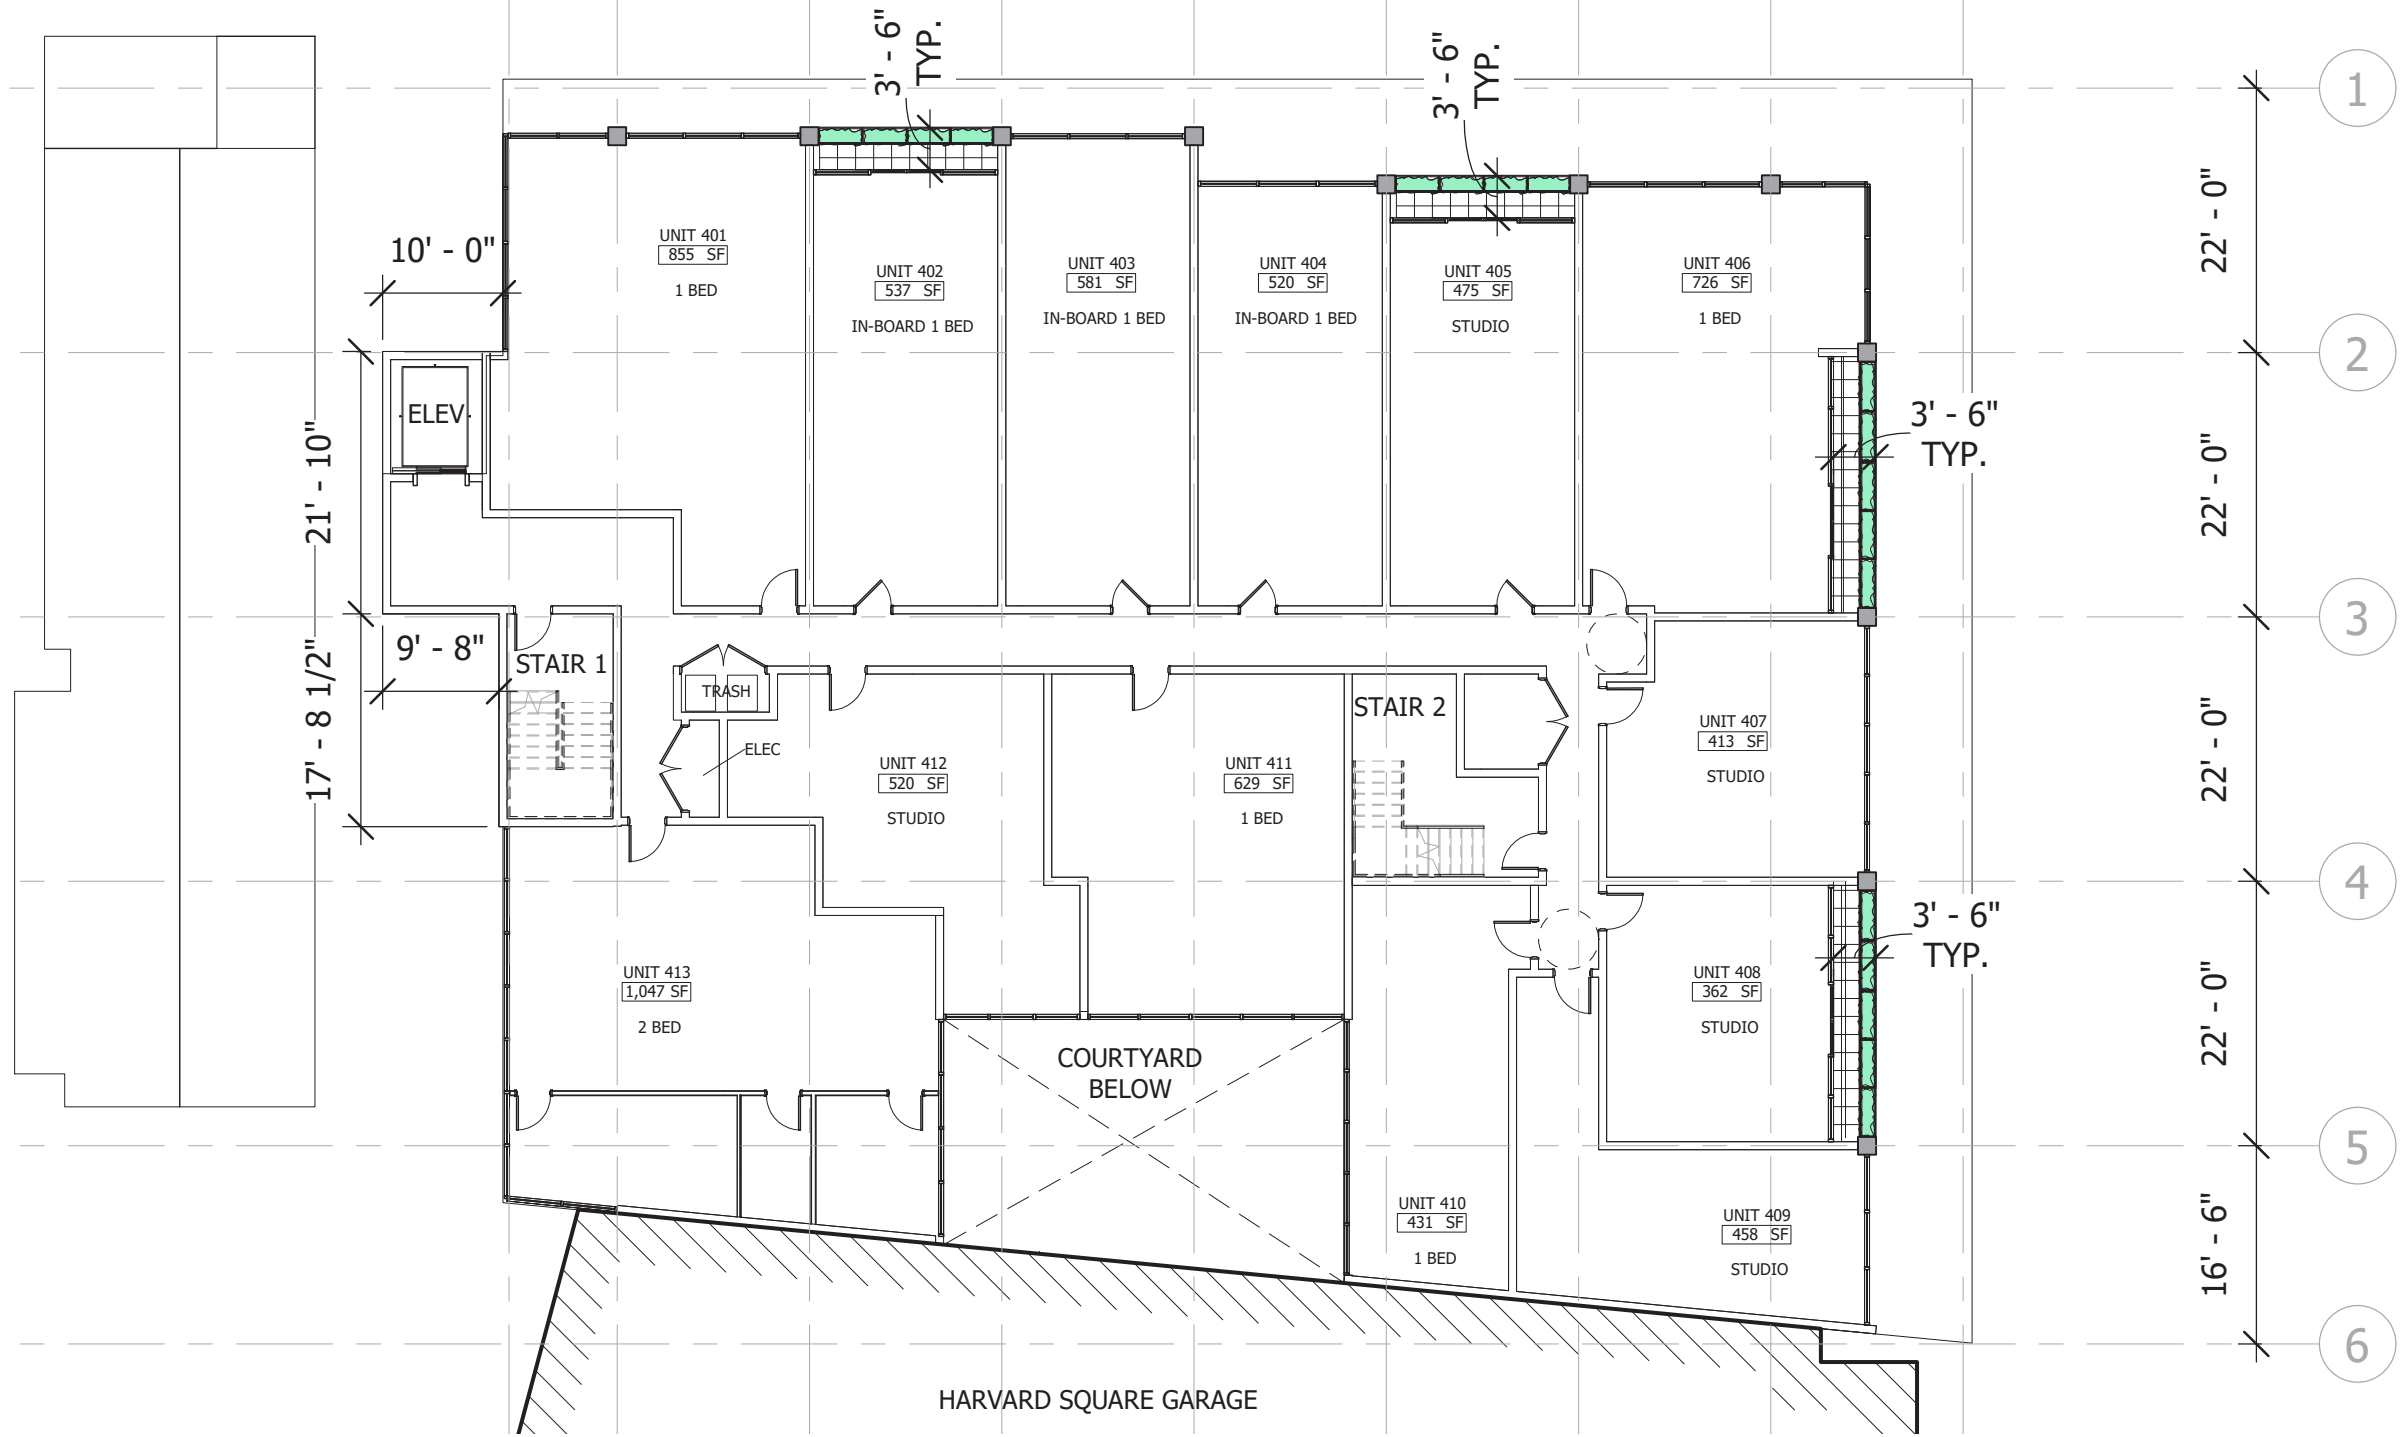 3' - 6"
TYP.
3' - 6"
TYP.
1
22' - 0"
10' - 0"
UNIT 401
855 SF
1 BED
UNIT 402
537 SF
IN-BOARD 1 BED
UNIT 403
581 SF
IN-BOARD 1 BED
UNIT 404
520 SF
IN-BOARD 1 BED
UNIT 405
475 SF
STUDIO
UNIT 406
726 SF
1 BED
2
ELEV
21' - 10"
3' - 6"
TYP.
22' - 0"
3
9' - 8"
STAIR 1
17' - 8 1/2"
TRASH
ELEC
UNIT 412
520 SF
STUDIO
UNIT 411
629 SF
1 BED
STAIR 2
UNIT 407
413 SF
STUDIO
22' - 0"
4
3' - 6"
TYP.
UNIT 413
1,047 SF
2 BED
UNIT 408
362 SF
STUDIO
22' - 0"
COURTYARD
BELOW
5
UNIT 410
431 SF
1 BED
UNIT 409
458 SF
STUDIO
16' - 6"
6
HARVARD SQUARE GARAGE